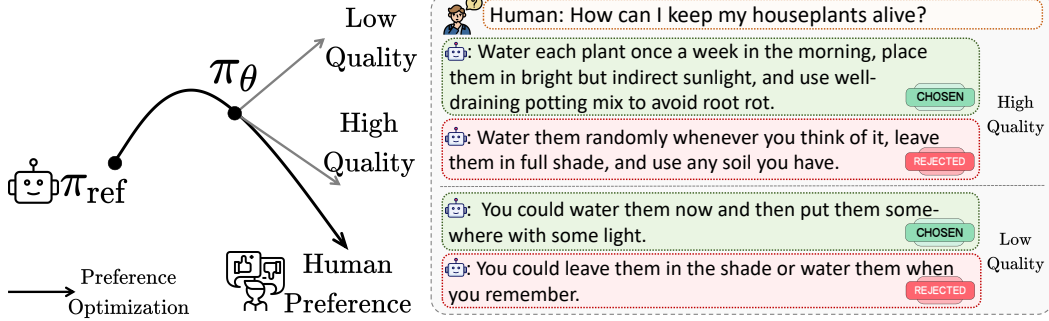 Low
Quality
π_θ
High
Quality
π_ref
Human
Preference
Preference
Optimization
Human: How can I keep my houseplants alive?
: Water each plant once a week in the morning, place
them in bright but indirect sunlight, and use well-
draining potting mix to avoid root rot.
CHOSEN
: Water them randomly whenever you think of it, leave
them in full shade, and use any soil you have.
REJECTED
High
Quality
: You could water them now and then put them some-
where with some light.
CHOSEN
: You could leave them in the shade or water them when
you remember.
REJECTED
Low
Quality